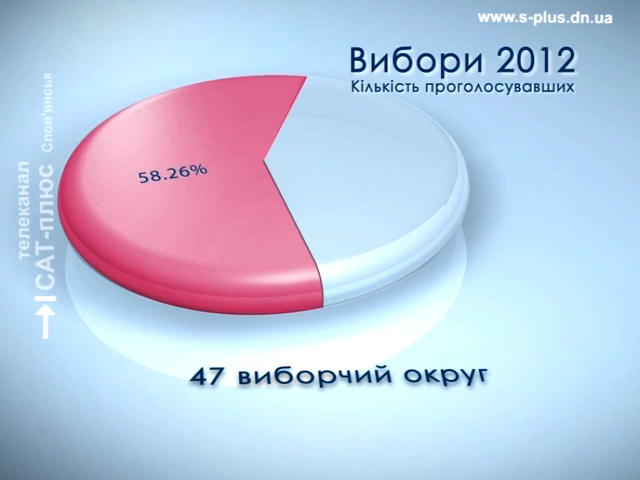 www.s-plus.dn.ua
Вибори 2012
Кількість проголосувавших
58.26%
телеканал
САТ-ПЛЮС Слов'янськ
47 виборчий округ